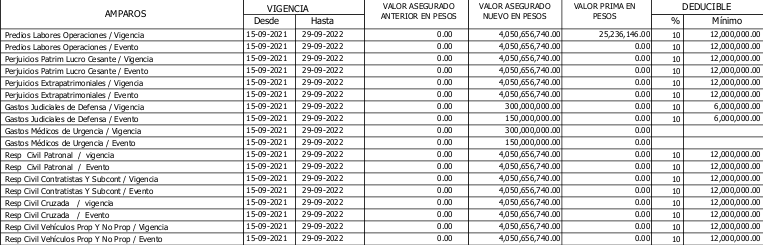 AMPAROS VIGENCIA VALOR ASEGURADO ANTERIOR EN PESOS VALOR ASEGURADO NUEVO EN PESOS VALOR PRIMA EN PESOS DEDUCIBLE
Desde Hasta % Mínimo
Predios Labores Operaciones / Vigencia 15-09-2021 29-09-2022 0.00 4,050,656,740.00 25,236,146.00 10 12,000,000.00
Predios Labores Operaciones / Evento 15-09-2021 29-09-2022 0.00 4,050,656,740.00 0.00 10 12,000,000.00
Perjuicios Patrim Lucro Cesante / Vigencia 15-09-2021 29-09-2022 0.00 4,050,656,740.00 0.00 10 12,000,000.00
Perjuicios Patrim Lucro Cesante / Evento 15-09-2021 29-09-2022 0.00 4,050,656,740.00 0.00 10 12,000,000.00
Perjuicios Extrapatrimoniales / Vigencia 15-09-2021 29-09-2022 0.00 4,050,656,740.00 0.00 10 12,000,000.00
Perjuicios Extrapatrimoniales / Evento 15-09-2021 29-09-2022 0.00 4,050,656,740.00 0.00 10 12,000,000.00
Gastos Judiciales de Defensa / Vigencia 15-09-2021 29-09-2022 0.00 300,000,000.00 0.00 10 6,000,000.00
Gastos Judiciales de Defensa / Evento 15-09-2021 29-09-2022 0.00 150,000,000.00 0.00 10 6,000,000.00
Gastos Médicos de Urgencia / Vigencia 15-09-2021 29-09-2022 0.00 300,000,000.00 0.00
Gastos Médicos de Urgencia / Evento 15-09-2021 29-09-2022 0.00 150,000,000.00 0.00
Resp Civil Patronal / vigencia 15-09-2021 29-09-2022 0.00 4,050,656,740.00 0.00 10 12,000,000.00
Resp Civil Patronal / Evento 15-09-2021 29-09-2022 0.00 4,050,656,740.00 0.00 10 12,000,000.00
Resp Civil Contratistas Y Subcont / Vigencia 15-09-2021 29-09-2022 0.00 4,050,656,740.00 0.00 10 12,000,000.00
Resp Civil Contratistas Y Subcont / Evento 15-09-2021 29-09-2022 0.00 4,050,656,740.00 0.00 10 12,000,000.00
Resp Civil Cruzada / vigencia 15-09-2021 29-09-2022 0.00 4,050,656,740.00 0.00 10 12,000,000.00
Resp Civil Cruzada / Evento 15-09-2021 29-09-2022 0.00 4,050,656,740.00 0.00 10 12,000,000.00
Resp Civil Vehículos Prop Y No Prop / Vigencia 15-09-2021 29-09-2022 0.00 4,050,656,740.00 0.00 10 12,000,000.00
Resp Civil Vehículos Prop Y No Prop / Evento 15-09-2021 29-09-2022 0.00 4,050,656,740.00 0.00 10 12,000,000.00